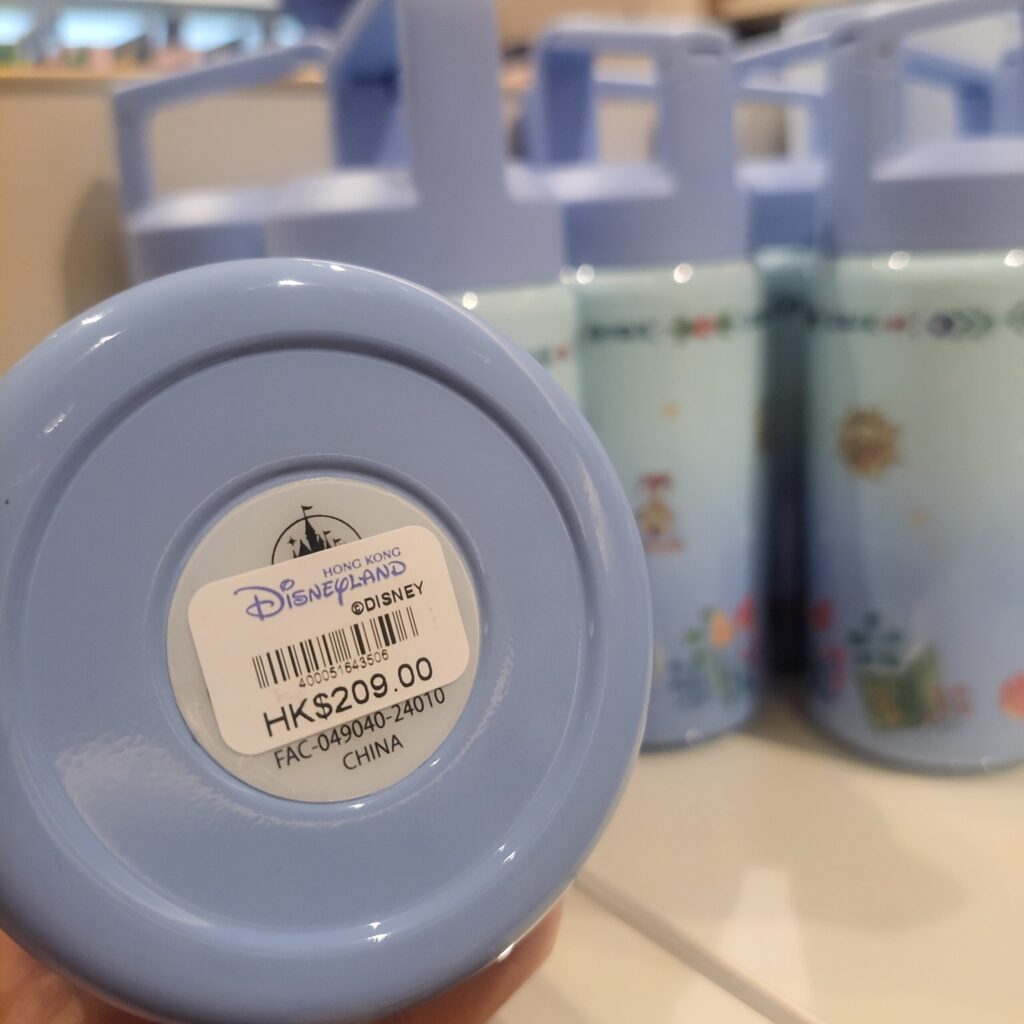 HONG KONG
DISNEYLAND
©DISNEY
400051643506
HK$209.00
FAC-049040-24010
CHINA